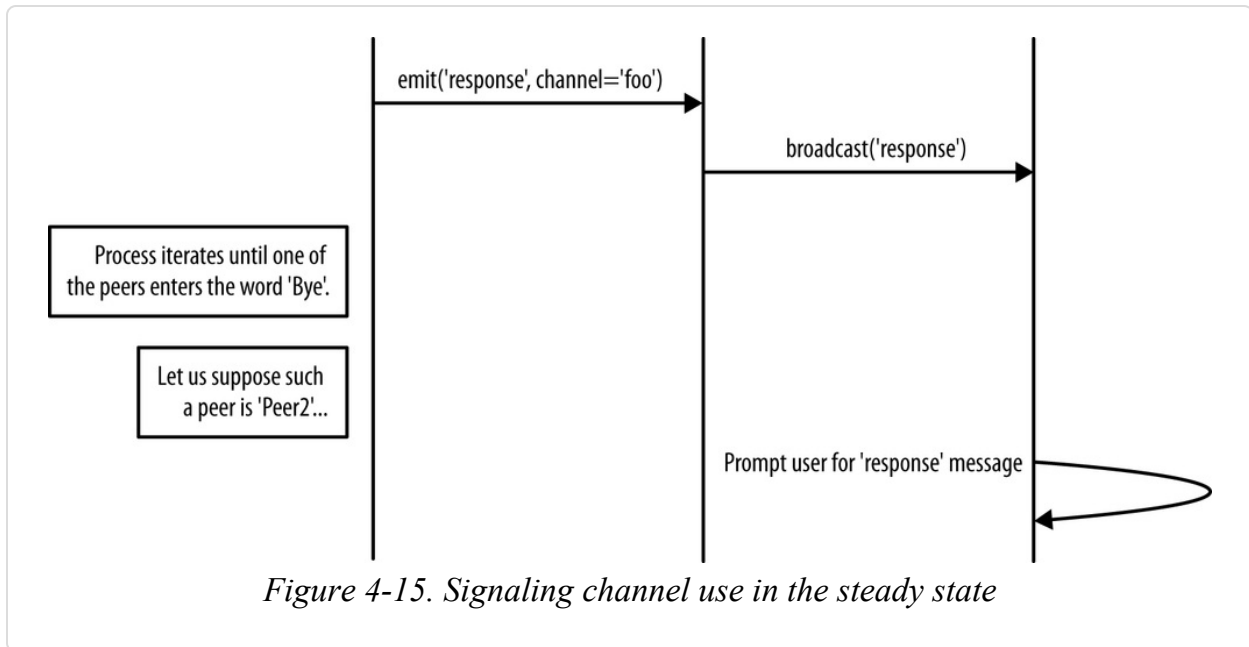 emit('response', channel='foo')
broadcast('response')
Process iterates until one of
the peers enters the word 'Bye'.
Let us suppose such
a peer is 'Peer2'...
Prompt user for 'response' message
Figure 4-15. Signaling channel use in the steady state